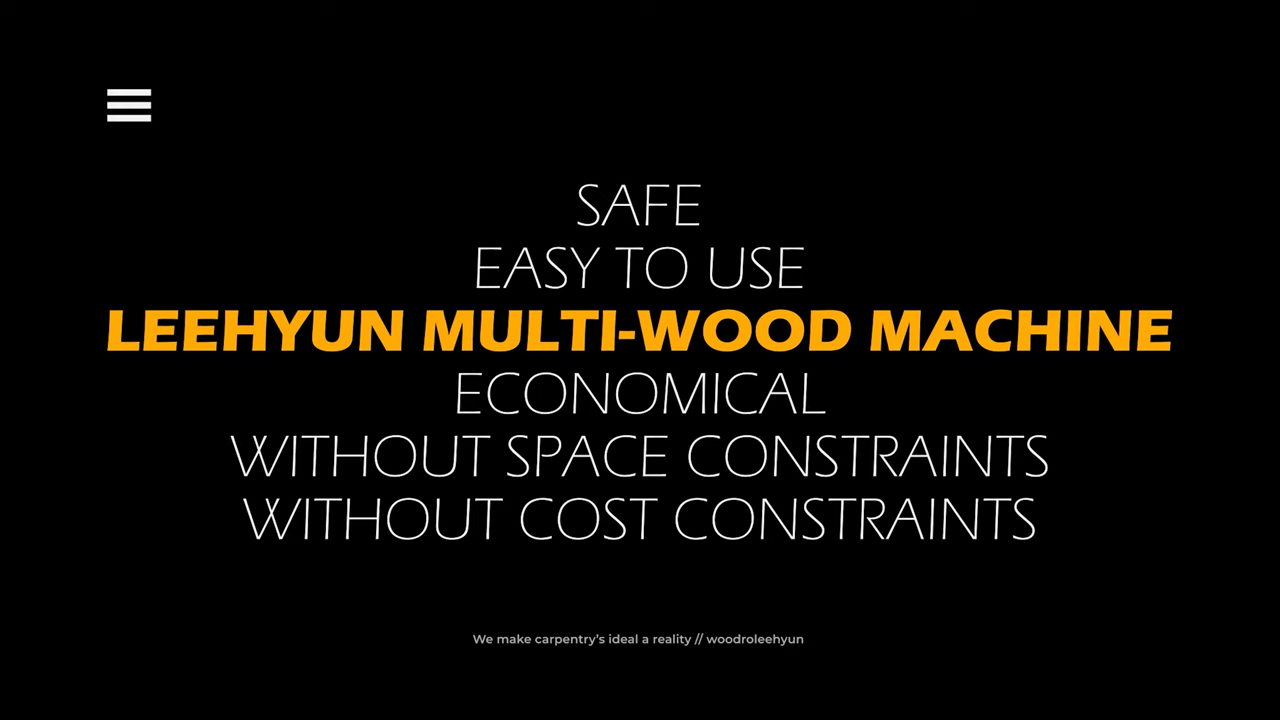 SAFE
EASY TO USE
LEEHYUN MULTI-WOOD MACHINE
ECONOMICAL
WITHOUT SPACE CONSTRAINTS
WITHOUT COST CONSTRAINTS
We make carpentry's ideal a reality // woodroleehyun